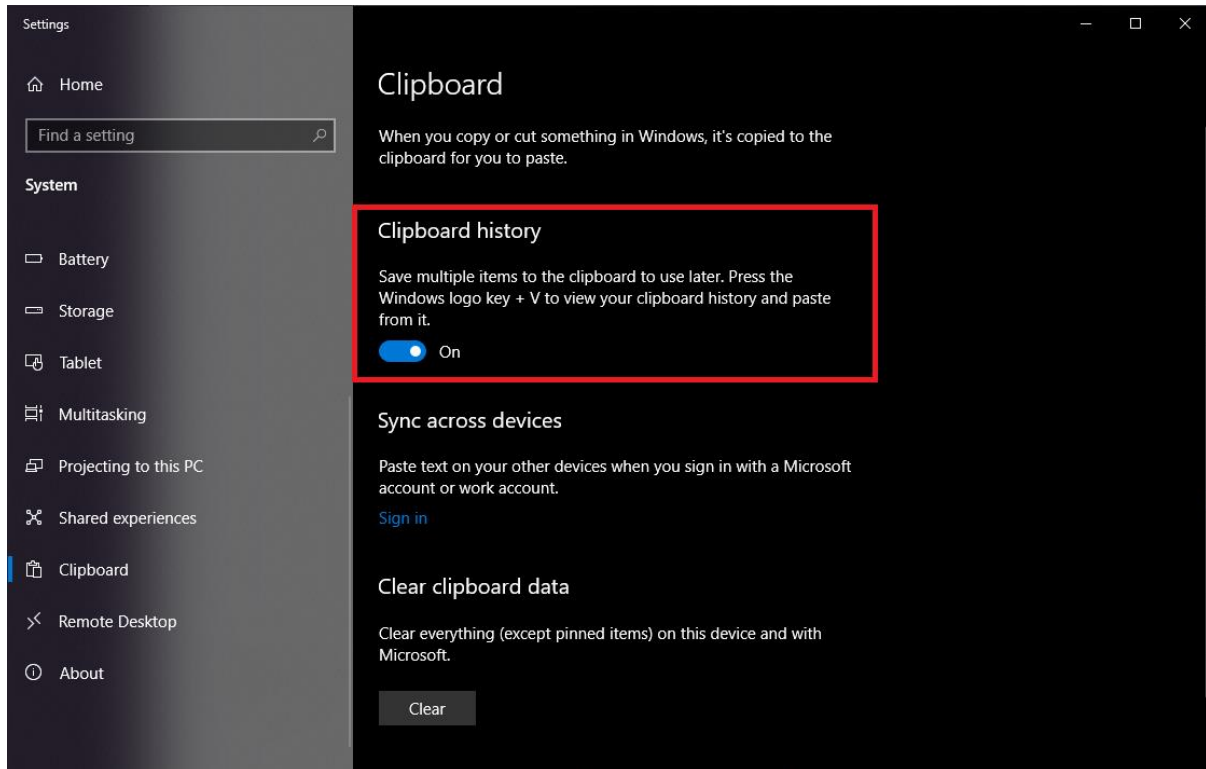 Settings
Home
Find a setting
System
Battery
Storage
Tablet
Multitasking
Projecting to this PC
Shared experiences
Clipboard
Remote Desktop
About
Clipboard
When you copy or cut something in Windows, it's copied to the
clipboard for you to paste.
Clipboard history
Save multiple items to the clipboard to use later. Press the
Windows logo key + V to view your clipboard history and paste
from it.
On
Sync across devices
Paste text on your other devices when you sign in with a Microsoft
account or work account.
Sign in
Clear clipboard data
Clear everything (except pinned items) on this device and with
Microsoft.
Clear